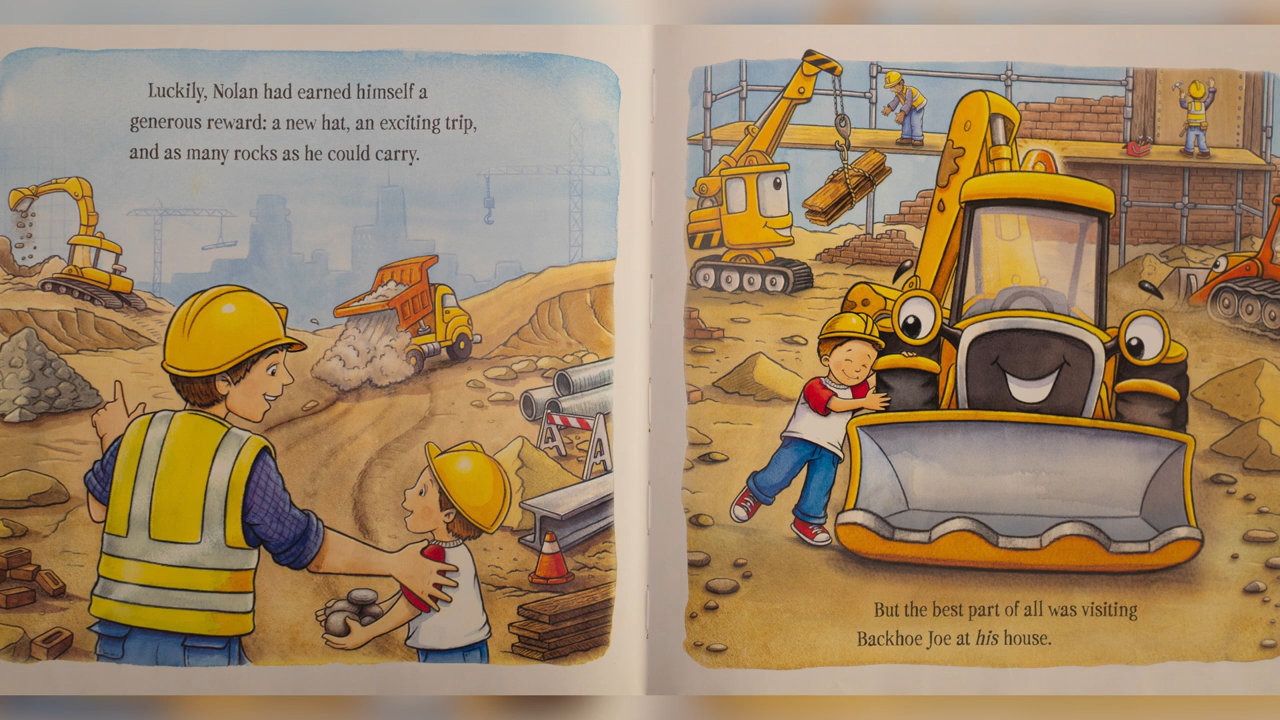 Luckily, Nolan had earned himself a
generous reward: a new hat, an exciting trip,
and as many rocks as he could carry.
But the best part of all was visiting
Backhoe Joe at his house.